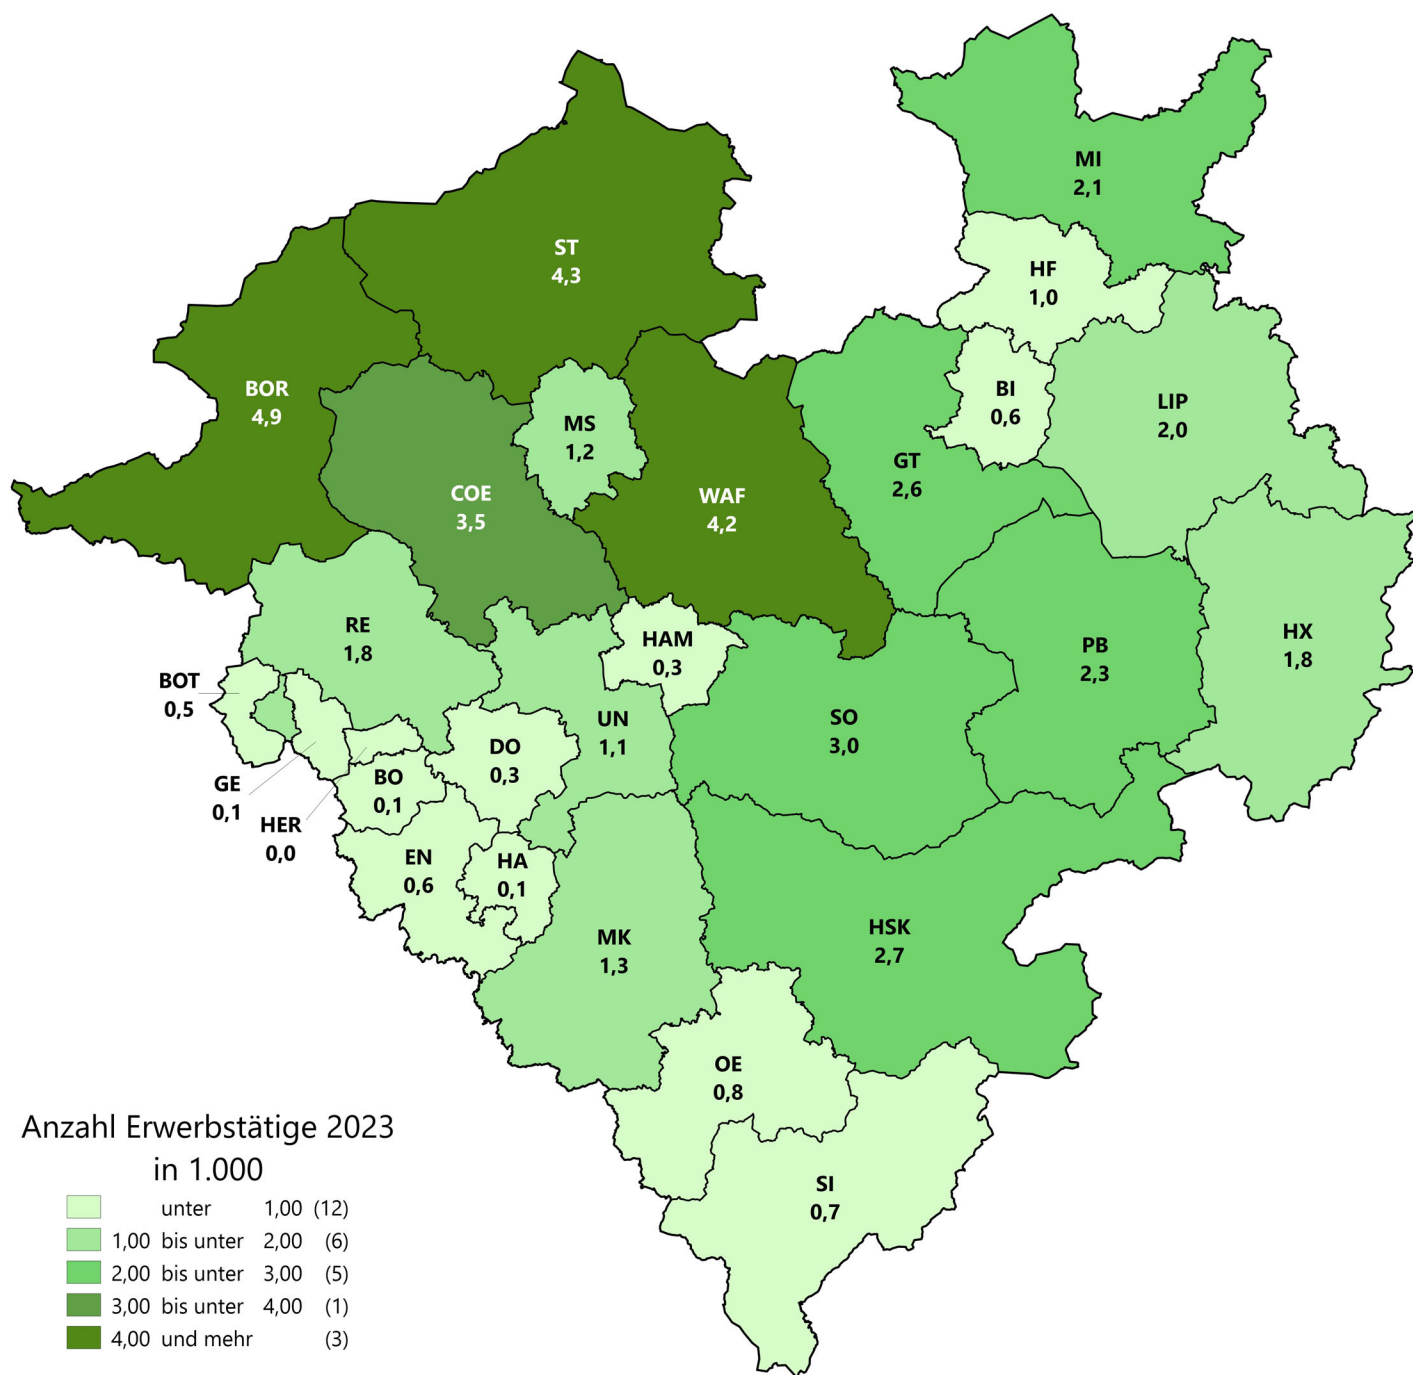 MI
2,1
ST
4,3
HF
1,0
BOR
4,9
BI
0,6
LIP
2,0
MS
1,2
GT
2,6
COE
3,5
WAF
4,2
RE
1,8
HAM
0,3
PB
2,3
HX
1,8
BOT
0,5
UN
1,1
SO
3,0
DO
0,3
GE
0,1
BO
0,1
HER
0,0
EN
0,6
HA
0,1
MK
1,3
HSK
2,7
OE
0,8
SI
0,7
Anzahl Erwerbstätige 2023
in 1.000
unter 1,00 (12)
1,00 bis unter 2,00 (6)
2,00 bis unter 3,00 (5)
3,00 bis unter 4,00 (1)
4,00 und mehr (3)